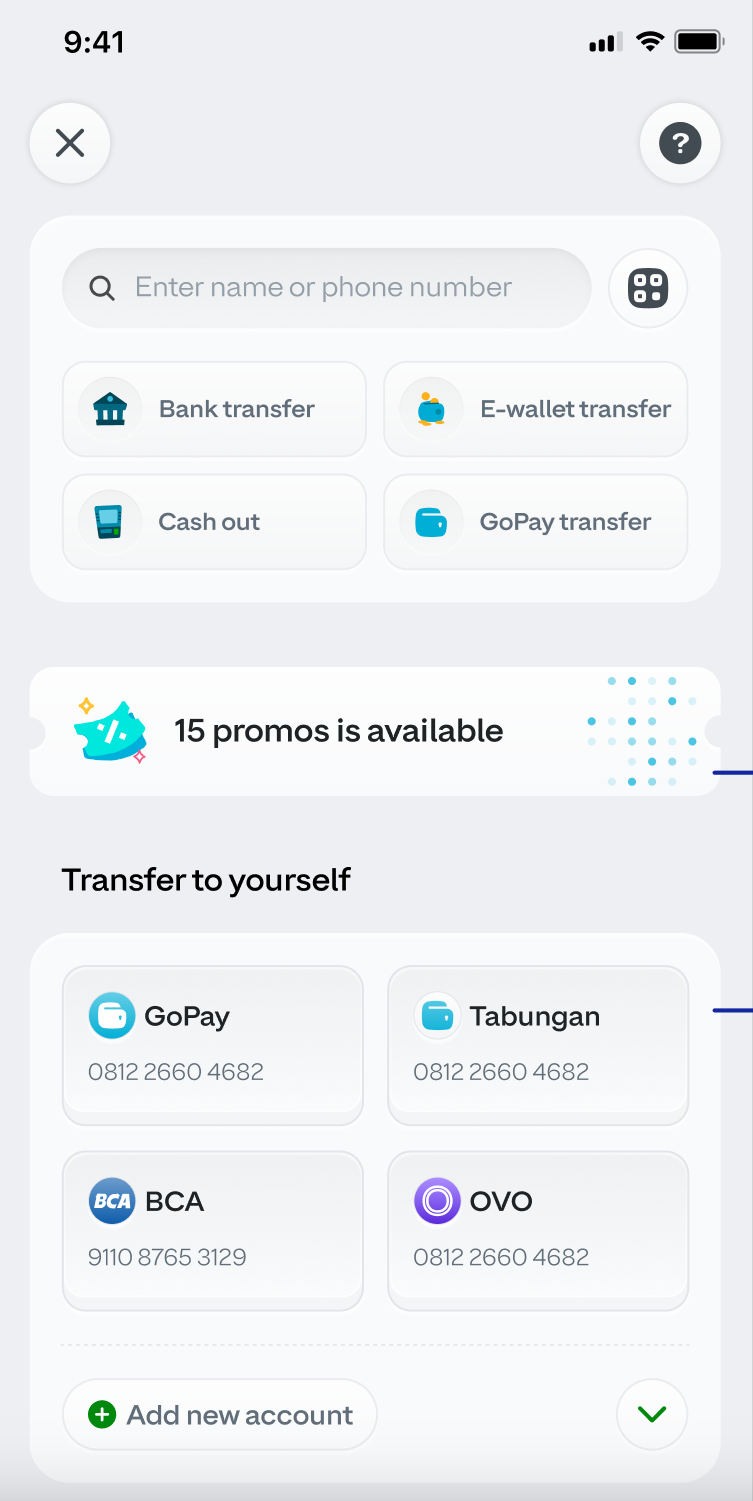 9:41
?
Enter name or phone number
Bank transfer
E-wallet transfer
Cash out
GoPay transfer
%
15 promos is available
Transfer to yourself
GoPay
Tabungan
0812 2660 4682
0812 2660 4682
BCA BCA
OVO
9110 8765 3129
0812 2660 4682
Add new account